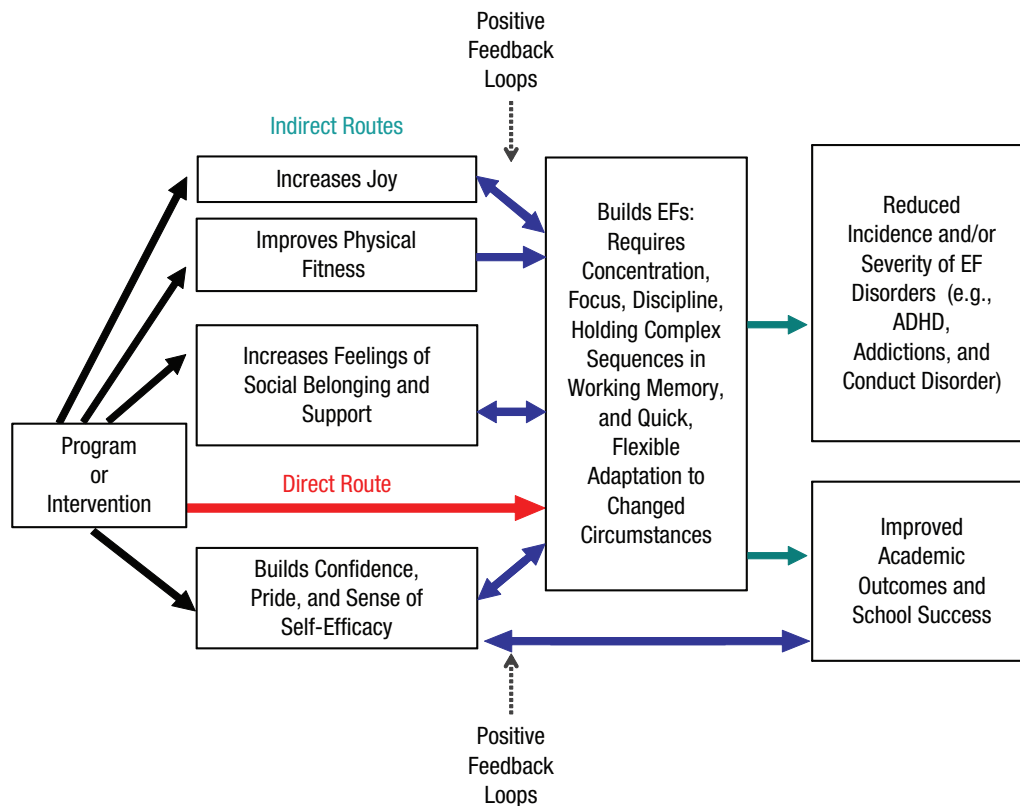 Positive
Feedback
Loops
Indirect Routes
Increases Joy
Improves Physical
Fitness
Increases Feelings of
Social Belonging and
Support
Program
or
Intervention
Direct Route
Builds Confidence,
Pride, and Sense of
Self-Efficacy
Builds EFs:
Requires
Concentration,
Focus, Discipline,
Holding Complex
Sequences in
Working Memory,
and Quick,
Flexible
Adaptation to
Changed
Circumstances
Reduced
Incidence and/or
Severity of EF
Disorders (e.g.,
ADHD,
Addictions, and
Conduct Disorder)
Improved
Academic
Outcomes and
School Success
Positive
Feedback
Loops